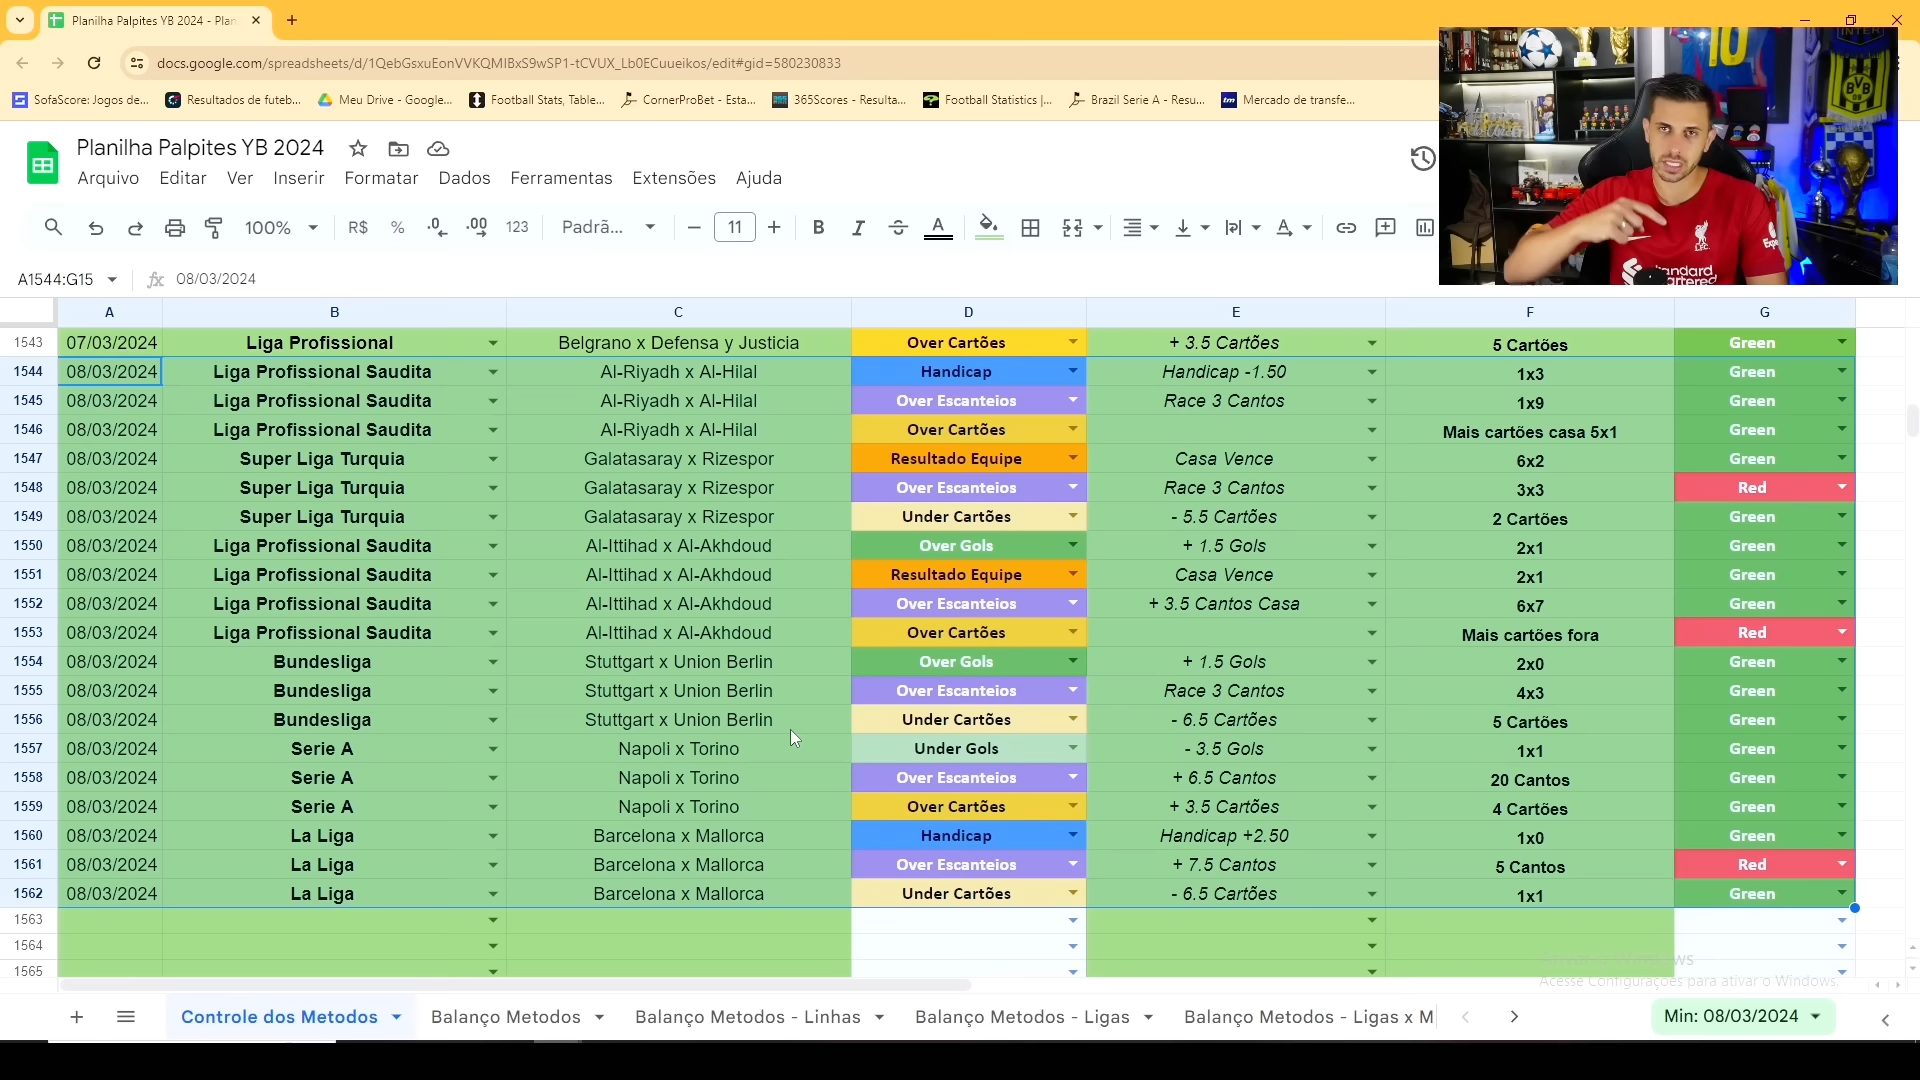 Planilha Palpites YB 2024 - Plan
docs.google.com/spreadsheets/d/1QebGsxuEonVVKQMIBxS9wSP1-tCVUX_Lb0ECuueikos/edit#gid=580230833
SofaScore: Jogos de... Resultados de futeb... Meu Drive - Google... Football Stats, Table... CornerProBet - Esta... 365Scores - Resulta... Football Statistics |... Brazil Serie A - Resu... tm Mercado de transfe...
Planilha Palpites YB 2024
Arquivo Editar Ver Inserir Formatar Dados Ferramentas Extensões Ajuda
100% R$ % .0 .00 123 Padrã... 11 B I A
A1544:G15 fx 08/03/2024
A B C D E F G
1543 07/03/2024 Liga Profissional Belgrano x Defensa y Justicia Over Cartões + 3.5 Cartões 5 Cartões Green
1544 08/03/2024 Liga Profissional Saudita Al-Riyadh x Al-Hilal Handicap Handicap -1.50 1x3 Green
1545 08/03/2024 Liga Profissional Saudita Al-Riyadh x Al-Hilal Over Escanteios Race 3 Cantos 1x9 Green
1546 08/03/2024 Liga Profissional Saudita Al-Riyadh x Al-Hilal Over Cartões Mais cartões casa 5x1 Green
1547 08/03/2024 Super Liga Turquia Galatasaray x Rizespor Resultado Equipe Casa Vence 6x2 Green
1548 08/03/2024 Super Liga Turquia Galatasaray x Rizespor Over Escanteios Race 3 Cantos 3x3 Red
1549 08/03/2024 Super Liga Turquia Galatasaray x Rizespor Under Cartões - 5.5 Cartões 2 Cartões Green
1550 08/03/2024 Liga Profissional Saudita Al-Ittihad x Al-Akhdoud Over Gols + 1.5 Gols 2x1 Green
1551 08/03/2024 Liga Profissional Saudita Al-Ittihad x Al-Akhdoud Resultado Equipe Casa Vence 2x1 Green
1552 08/03/2024 Liga Profissional Saudita Al-Ittihad x Al-Akhdoud Over Escanteios + 3.5 Cantos Casa 6x7 Green
1553 08/03/2024 Liga Profissional Saudita Al-Ittihad x Al-Akhdoud Over Cartões Mais cartões fora Red
1554 08/03/2024 Bundesliga Stuttgart x Union Berlin Over Gols + 1.5 Gols 2x0 Green
1555 08/03/2024 Bundesliga Stuttgart x Union Berlin Over Escanteios Race 3 Cantos 4x3 Green
1556 08/03/2024 Bundesliga Stuttgart x Union Berlin Under Cartões - 6.5 Cartões 5 Cartões Green
1557 08/03/2024 Serie A Napoli x Torino Under Gols - 3.5 Gols 1x1 Green
1558 08/03/2024 Serie A Napoli x Torino Over Escanteios + 6.5 Cantos 20 Cantos Green
1559 08/03/2024 Serie A Napoli x Torino Over Cartões + 3.5 Cartões 4 Cartões Green
1560 08/03/2024 La Liga Barcelona x Mallorca Handicap Handicap +2.50 1x0 Green
1561 08/03/2024 La Liga Barcelona x Mallorca Over Escanteios + 7.5 Cantos 5 Cantos Red
1562 08/03/2024 La Liga Barcelona x Mallorca Under Cartões - 6.5 Cartões 1x1 Green
1563
1564
1565
Acesse Configurações para ativar o Windows.
Controle dos Metodos Balanço Metodos Balanço Metodos - Linhas Balanço Metodos - Ligas Balanço Metodos - Ligas x M Min: 08/03/2024